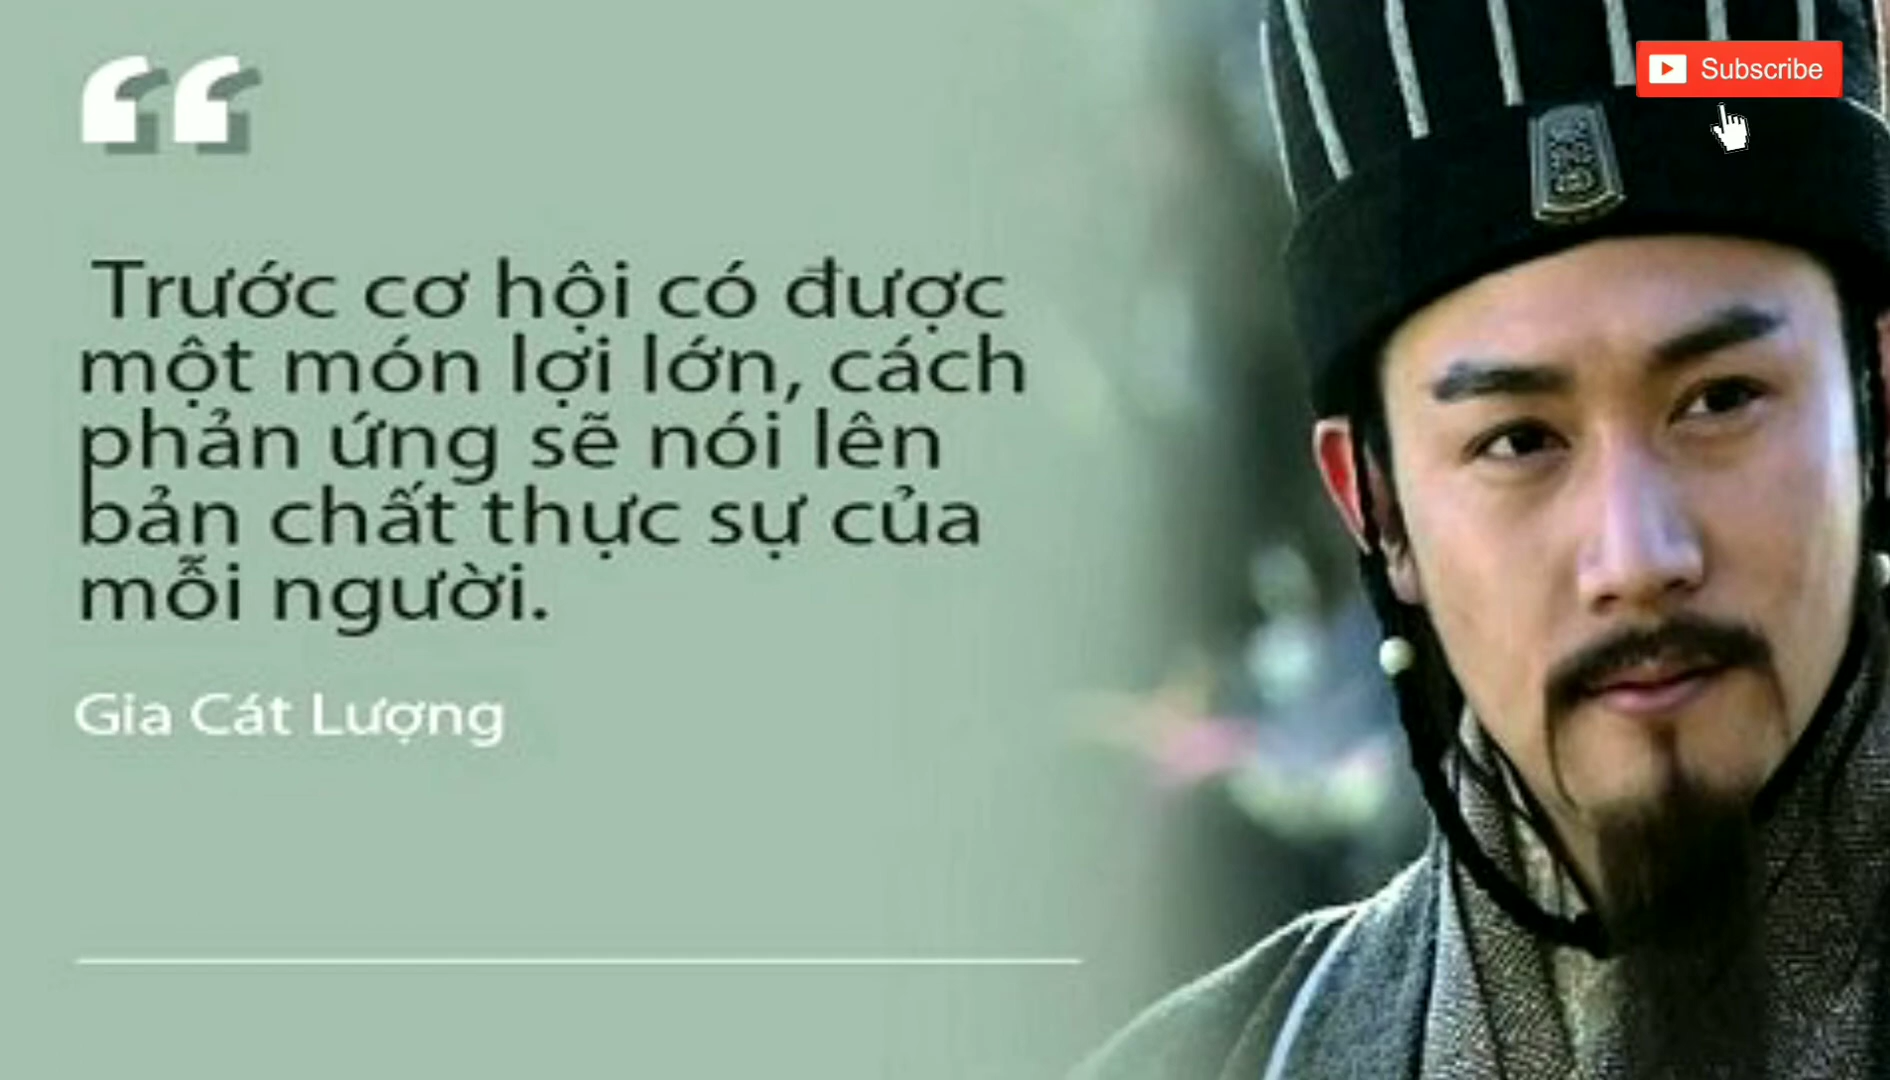 Subscribe
Trước cơ hội có được
một món lợi lớn, cách
phản ứng sẽ nói lên
bản chất thực sự của
mỗi người.
Gia Cát Lượng